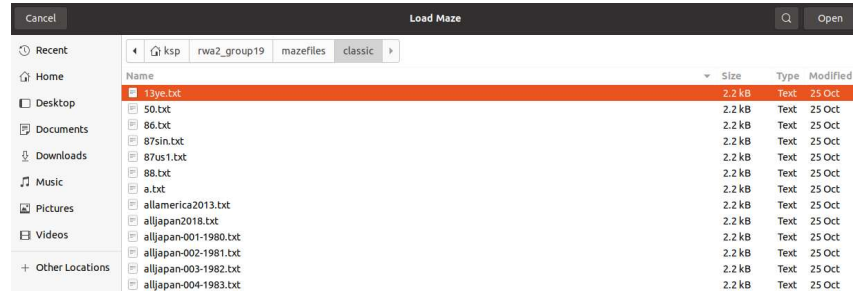 Cancel Load Maze Open
Recent
Home
Desktop
Documents
Downloads
Music
Pictures
Videos
+ Other Locations
ksp rwa2_group19 mazefiles classic
Name Size Type Modified
13ye.txt 2.2 kB Text 25 Oct
50.txt 2.2 kB Text 25 Oct
86.txt 2.2 kB Text 25 Oct
87sin.txt 2.2 kB Text 25 Oct
87us1.txt 2.2 kB Text 25 Oct
88.txt 2.2 kB Text 25 Oct
a.txt 2.2 kB Text 25 Oct
allamerica2013.txt 2.2 kB Text 25 Oct
alljapan2018.txt 2.2 kB Text 25 Oct
alljapan-001-1980.txt 2.2 kB Text 25 Oct
alljapan-002-1981.txt 2.2 kB Text 25 Oct
alljapan-003-1982.txt 2.2 kB Text 25 Oct
alljapan-004-1983.txt 2.2 kB Text 25 Oct